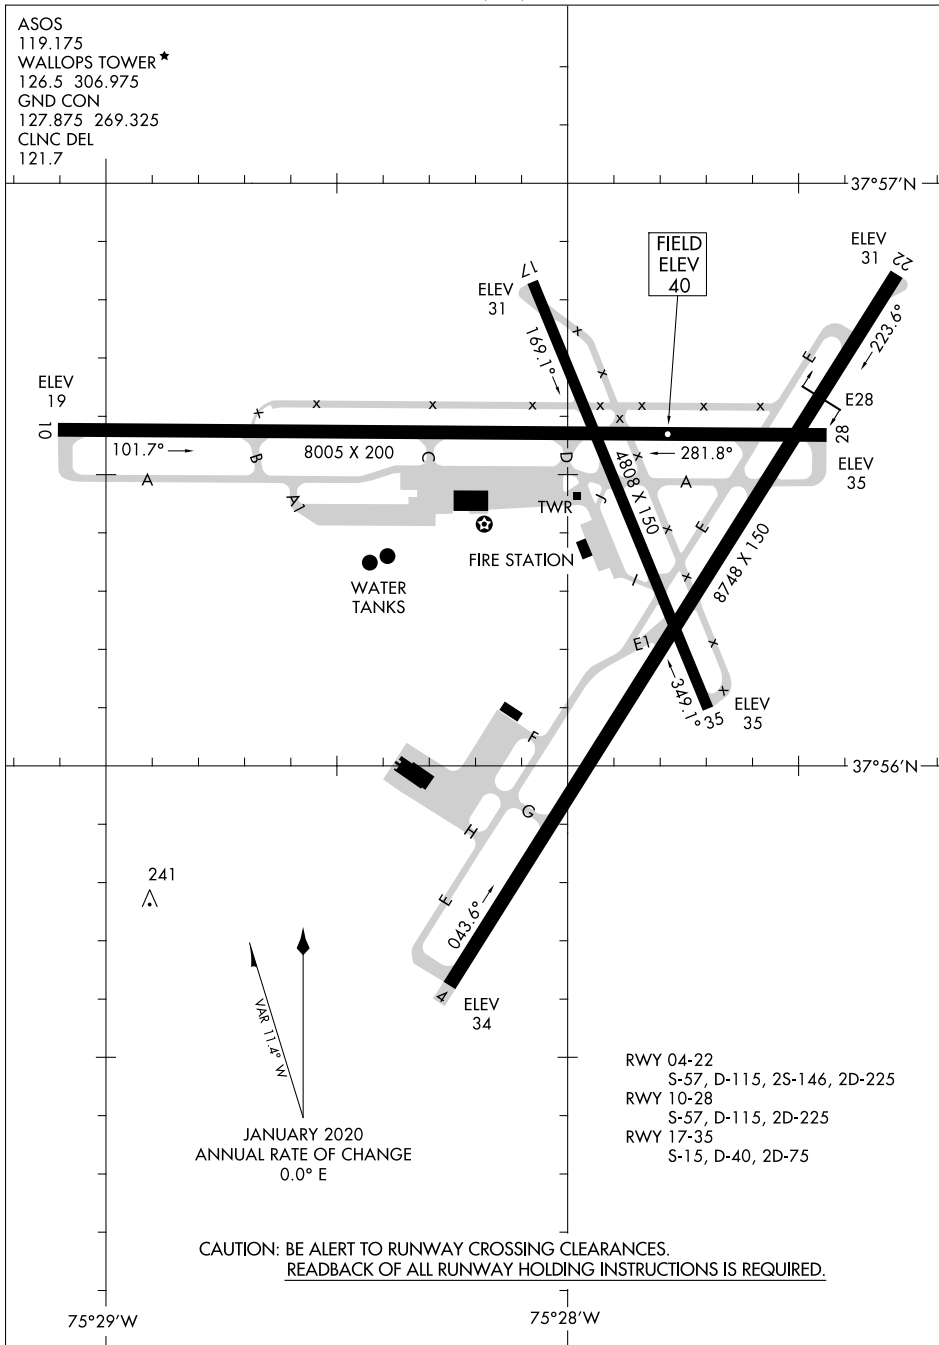 ASOS
119.175
WALLOPS TOWER★
126.5 306.975
GND CON
127.875 269.325
CLNC DEL
121.7
37°57'N
FIELD
ELEV
40
ELEV
31
22
223.6°
17
ELEV
31
169.1°
E
E28
ELEV
19
10
101.7°
8005 X 200
281.8°
28
ELEV
35
A
B
C
D
A
A1
J
4808 X 150
TWR
E
8748 X 150
FIRE STATION
I
WATER
TANKS
E1
349.1°
35
ELEV
35
F
37°56'N
G
H
241
E
043.6°
4
ELEV
34
VAR 11.4° W
JANUARY 2020
ANNUAL RATE OF CHANGE
0.0° E
RWY 04-22
S-57, D-115, 2S-146, 2D-225
RWY 10-28
S-57, D-115, 2D-225
RWY 17-35
S-15, D-40, 2D-75
CAUTION: BE ALERT TO RUNWAY CROSSING CLEARANCES.
READBACK OF ALL RUNWAY HOLDING INSTRUCTIONS IS REQUIRED.
75°29'W
75°28'W